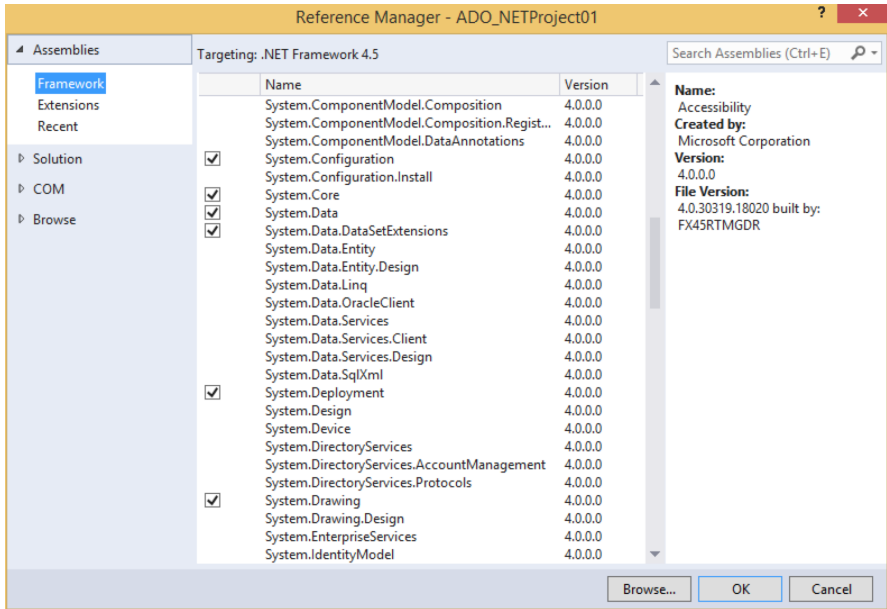 Reference Manager - ADO_NETProject01
?
Assemblies
Framework
Extensions
Recent
Solution
COM
Browse
Targeting: .NET Framework 4.5
Search Assemblies (Ctrl+E)
Name Version
System.ComponentModel.Composition 4.0.0.0
System.ComponentModel.Composition.Regist... 4.0.0.0
System.ComponentModel.DataAnnotations 4.0.0.0
System.Configuration 4.0.0.0
System.Configuration.Install 4.0.0.0
System.Core 4.0.0.0
System.Data 4.0.0.0
System.Data.DataSetExtensions 4.0.0.0
System.Data.Entity 4.0.0.0
System.Data.Entity.Design 4.0.0.0
System.Data.Linq 4.0.0.0
System.Data.OracleClient 4.0.0.0
System.Data.Services 4.0.0.0
System.Data.Services.Client 4.0.0.0
System.Data.Services.Design 4.0.0.0
System.Data.SqlXml 4.0.0.0
System.Deployment 4.0.0.0
System.Design 4.0.0.0
System.Device 4.0.0.0
System.DirectoryServices 4.0.0.0
System.DirectoryServices.AccountManagement 4.0.0.0
System.DirectoryServices.Protocols 4.0.0.0
System.Drawing 4.0.0.0
System.Drawing.Design 4.0.0.0
System.EnterpriseServices 4.0.0.0
System.IdentityModel 4.0.0.0
Name:
Accessibility
Created by:
Microsoft Corporation
Version:
4.0.0.0
File Version:
4.0.30319.18020 built by:
FX45RTMGDR
Browse... OK Cancel